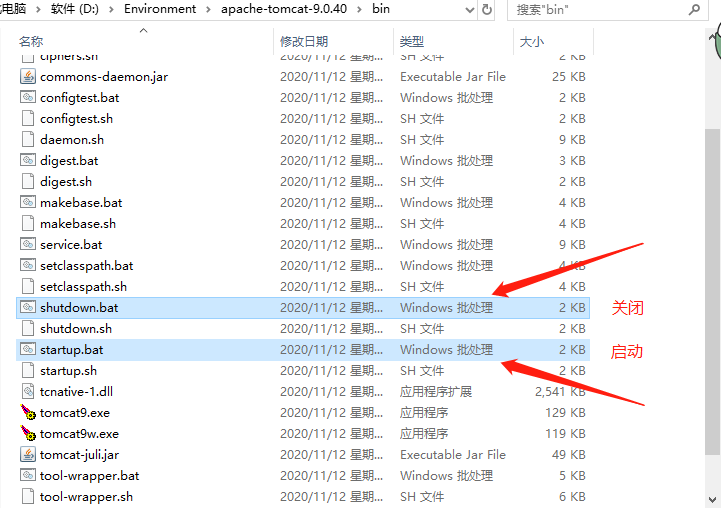 此电脑 › 软件 (D:) › Environment › apache-tomcat-9.0.40 › bin 搜索"bin"
名称 修改日期 类型 大小
ciphers.sh 2020/11/12 星期... SH 文件 2 KB
commons-daemon.jar 2020/11/12 星期... Executable Jar File 25 KB
configtest.bat 2020/11/12 星期... Windows 批处理... 2 KB
configtest.sh 2020/11/12 星期... SH 文件 2 KB
daemon.sh 2020/11/12 星期... SH 文件 9 KB
digest.bat 2020/11/12 星期... Windows 批处理... 3 KB
digest.sh 2020/11/12 星期... SH 文件 2 KB
makebase.bat 2020/11/12 星期... Windows 批处理... 4 KB
makebase.sh 2020/11/12 星期... SH 文件 4 KB
service.bat 2020/11/12 星期... Windows 批处理... 9 KB
setclasspath.bat 2020/11/12 星期... Windows 批处理... 4 KB
setclasspath.sh 2020/11/12 星期... SH 文件 4 KB
shutdown.bat 2020/11/12 星期... Windows 批处理... 2 KB 关闭
shutdown.sh 2020/11/12 星期... SH 文件 2 KB
startup.bat 2020/11/12 星期... Windows 批处理... 2 KB 启动
startup.sh 2020/11/12 星期... SH 文件 2 KB
tcnative-1.dll 2020/11/12 星期... 应用程序扩展 2,541 KB
tomcat9.exe 2020/11/12 星期... 应用程序 129 KB
tomcat9w.exe 2020/11/12 星期... 应用程序 119 KB
tomcat-juli.jar 2020/11/12 星期... Executable Jar File 49 KB
tool-wrapper.bat 2020/11/12 星期... Windows 批处理... 5 KB
tool-wrapper.sh 2020/11/12 星期... SH 文件 6 KB